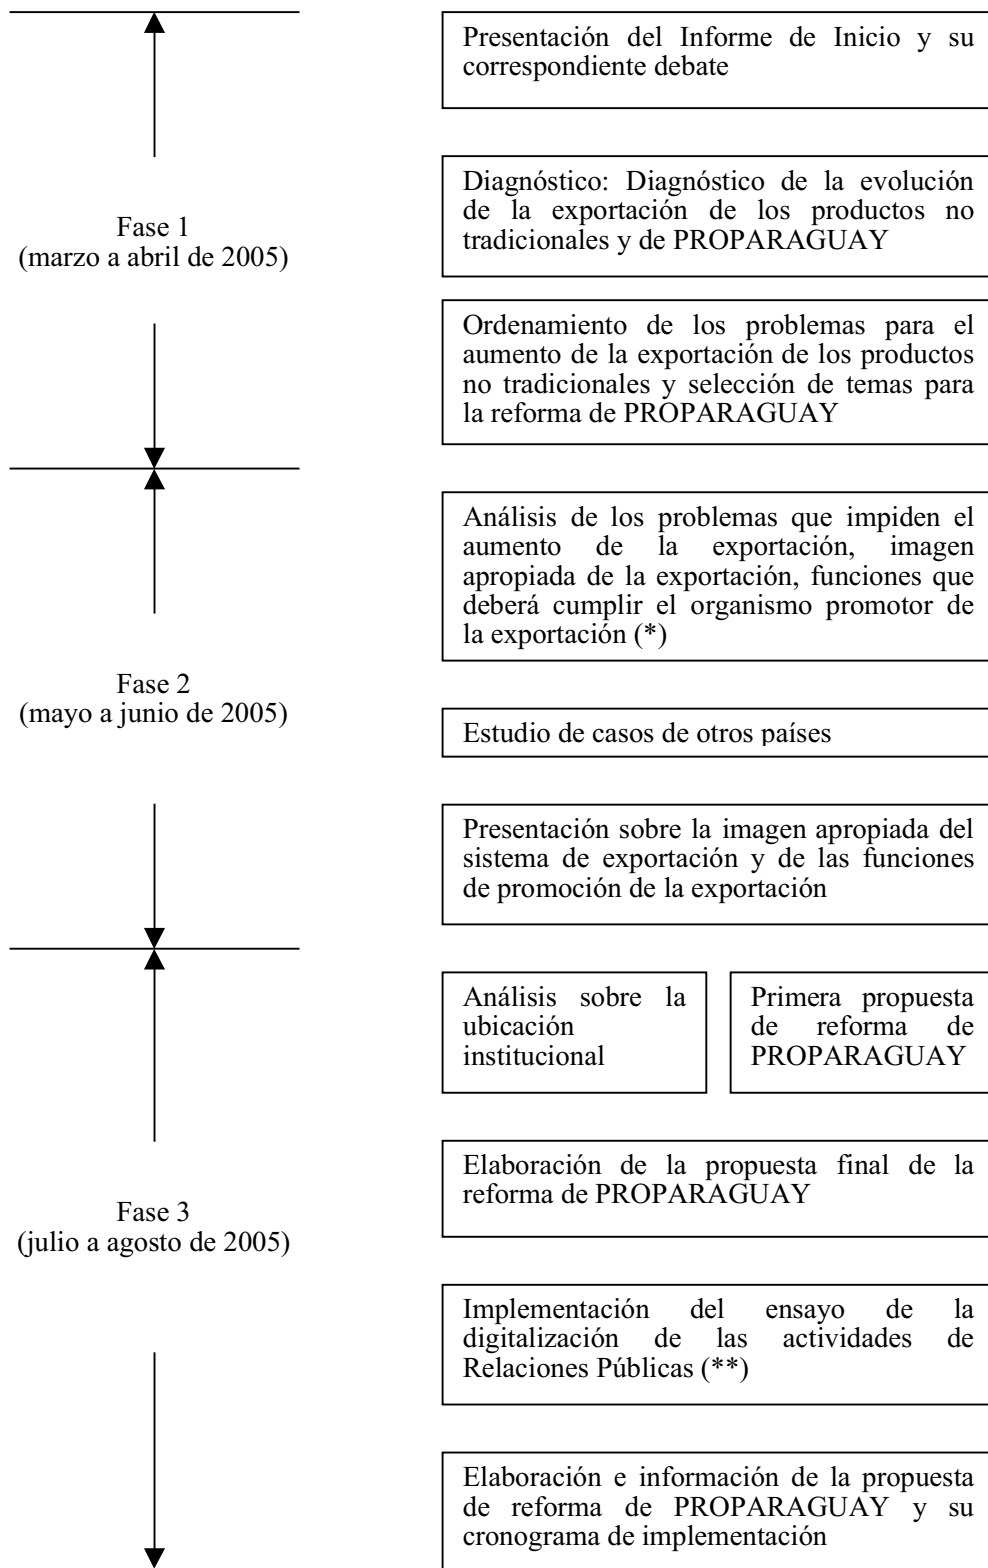 Presentación del Informe de Inicio y su
correspondiente debate
Fase 1
(marzo a abril de 2005)
Diagnóstico: Diagnóstico de la evolución
de la exportación de los productos no
tradicionales y de PROPARAGUAY
Ordenamiento de los problemas para el
aumento de la exportación de los productos
no tradicionales y selección de temas para
la reforma de PROPARAGUAY
Fase 2
(mayo a junio de 2005)
Análisis de los problemas que impiden el
aumento de la exportación, imagen
apropiada de la exportación, funciones que
deberá cumplir el organismo promotor de
la exportación (*)
Estudio de casos de otros países
Presentación sobre la imagen apropiada del
sistema de exportación y de las funciones
de promoción de la exportación
Fase 3
(julio a agosto de 2005)
Análisis sobre la
ubicación
institucional
Primera propuesta
de reforma de
PROPARAGUAY
Elaboración de la propuesta final de la
reforma de PROPARAGUAY
Implementación del ensayo de la
digitalización de las actividades de
Relaciones Públicas (**)
Elaboración e información de la propuesta
de reforma de PROPARAGUAY y su
cronograma de implementación